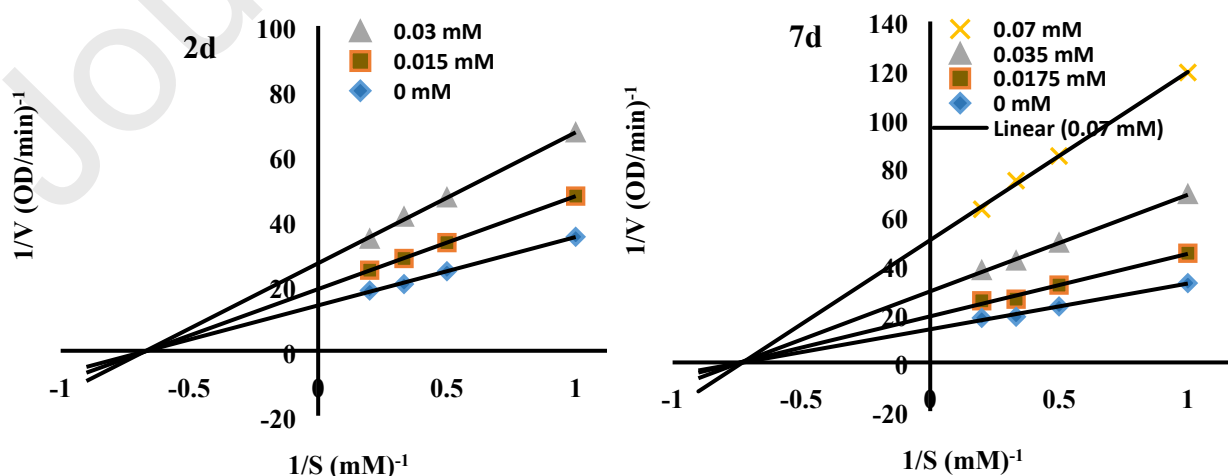 Jou
2d
0.03 mM
0.015 mM
0 mM
1/V (OD/min)-1
100
80
60
40
20
0
-20
-1
-0.5
0
0.5
1
1/S (mM)-1
7d
0.07 mM
0.035 mM
0.0175 mM
0 mM
Linear (0.07 mM)
1/V (OD/min)-1
140
120
100
80
60
40
20
0
-20
-1
-0.5
0
0.5
1
1/S (mM)-1